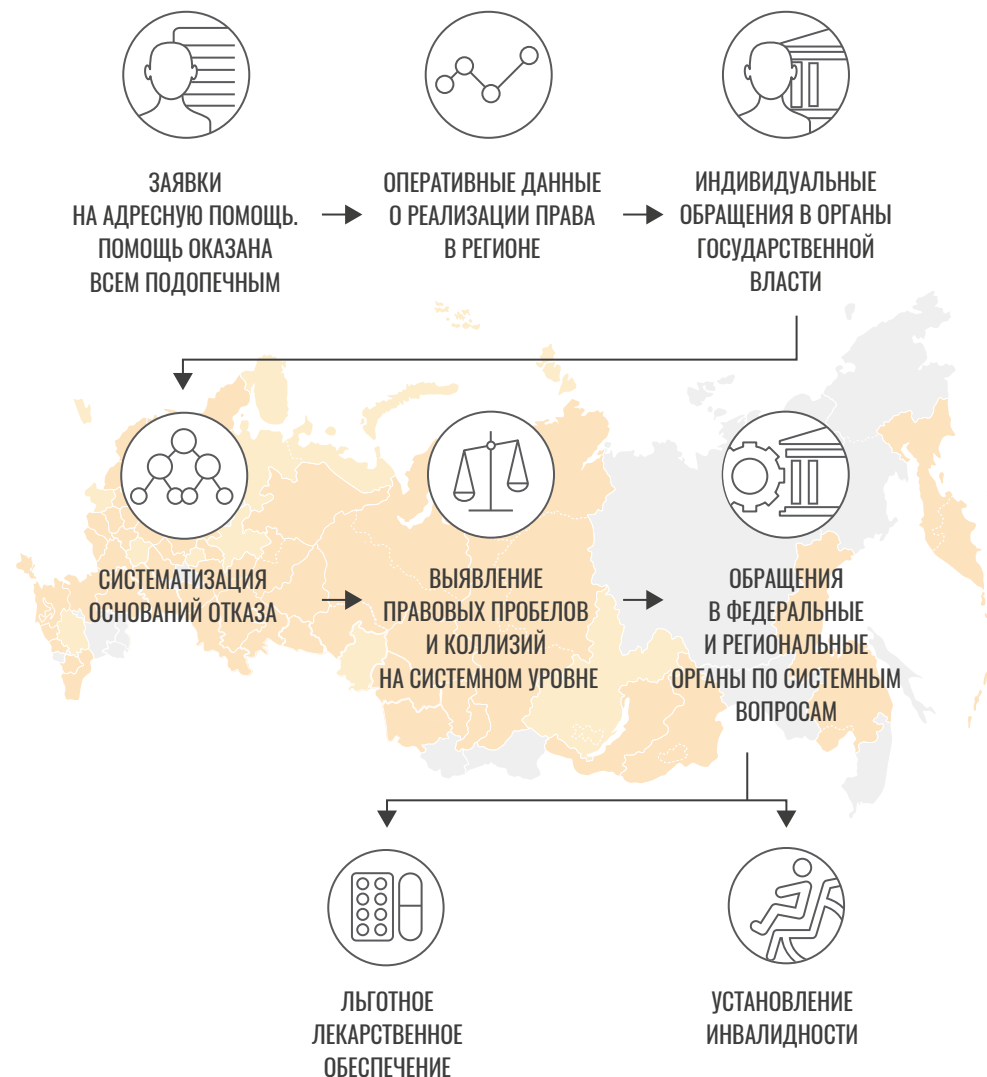 ЗАЯВКИ
НА АДРЕСНУЮ ПОМОЩЬ.
ПОМОЩЬ ОКАЗАНА
ВСЕМ ПОДОПЕЧНЫМ
ОПЕРАТИВНЫЕ ДАННЫЕ
О РЕАЛИЗАЦИИ ПРАВА
В РЕГИОНЕ
ИНДИВИДУАЛЬНЫЕ
ОБРАЩЕНИЯ В ОРГАНЫ
ГОСУДАРСТВЕННОЙ
ВЛАСТИ
СИСТЕМАТИЗАЦИЯ
ОСНОВАНИЙ ОТКАЗА
ВЫЯВЛЕНИЕ
ПРАВОВЫХ ПРОБЕЛОВ
И КОЛЛИЗИЙ
НА СИСТЕМНОМ УРОВНЕ
ОБРАЩЕНИЯ
В ФЕДЕРАЛЬНЫЕ
И РЕГИОНАЛЬНЫЕ
ОРГАНЫ ПО СИСТЕМНЫМ
ВОПРОСАМ
ЛЬГОТНОЕ
ЛЕКАРСТВЕННОЕ
ОБЕСПЕЧЕНИЕ
УСТАНОВЛЕНИЕ
ИНВАЛИДНОСТИ